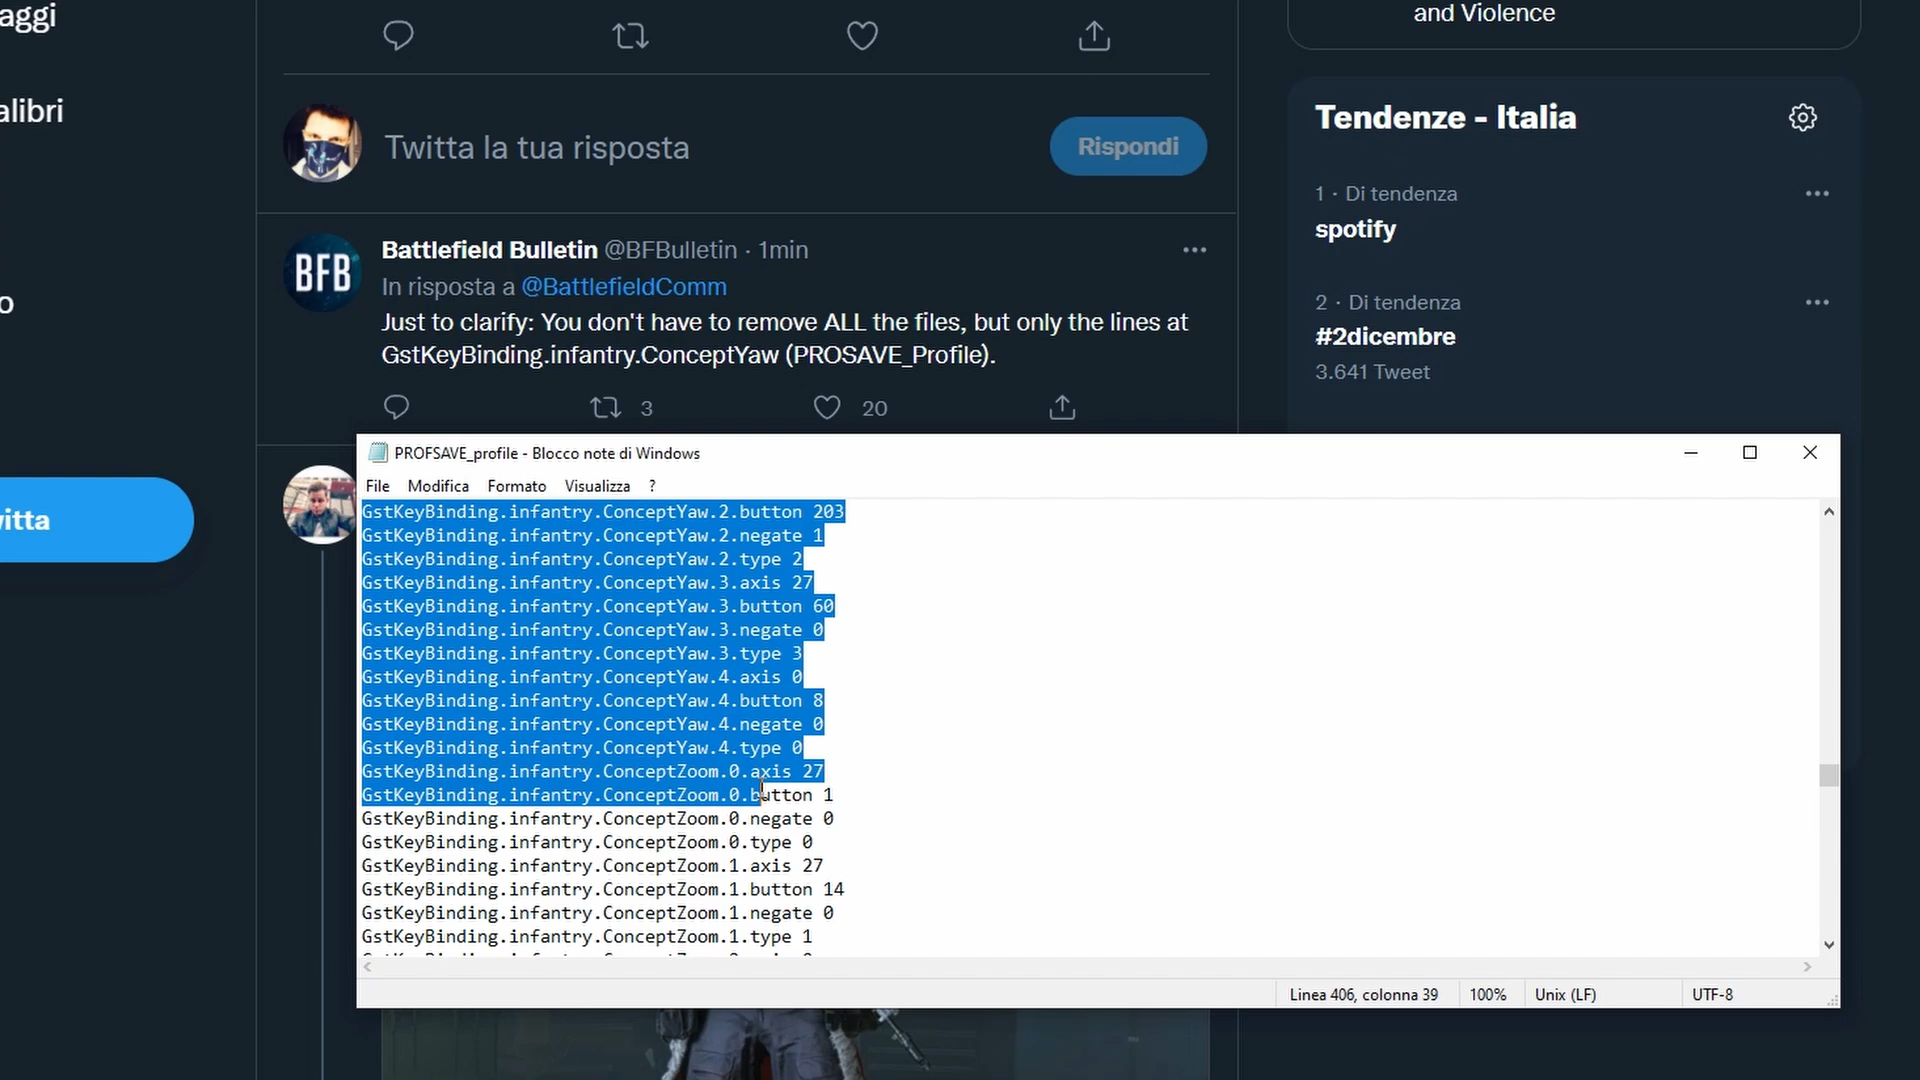 aggi
alibri
o
itta
Twitta la tua risposta
Rispondi
BFB
Battlefield Bulletin @BFBulletin · 1min
In risposta a @BattlefieldComm
Just to clarify: You don't have to remove ALL the files, but only the lines at
GstKeyBinding.infantry.ConceptYaw (PROSAVE_Profile).
3
20
and Violence
Tendenze - Italia
1 · Di tendenza
spotify
2 · Di tendenza
#2dicembre
3.641 Tweet
PROFSAVE_profile - Blocco note di Windows
File Modifica Formato Visualizza ?
GstKeyBinding.infantry.ConceptYaw.2.button 203
GstKeyBinding.infantry.ConceptYaw.2.negate 1
GstKeyBinding.infantry.ConceptYaw.2.type 2
GstKeyBinding.infantry.ConceptYaw.3.axis 27
GstKeyBinding.infantry.ConceptYaw.3.button 60
GstKeyBinding.infantry.ConceptYaw.3.negate 0
GstKeyBinding.infantry.ConceptYaw.3.type 3
GstKeyBinding.infantry.ConceptYaw.4.axis 0
GstKeyBinding.infantry.ConceptYaw.4.button 8
GstKeyBinding.infantry.ConceptYaw.4.negate 0
GstKeyBinding.infantry.ConceptYaw.4.type 0
GstKeyBinding.infantry.ConceptZoom.0.axis 27
GstKeyBinding.infantry.ConceptZoom.0.button 1
GstKeyBinding.infantry.ConceptZoom.0.negate 0
GstKeyBinding.infantry.ConceptZoom.0.type 0
GstKeyBinding.infantry.ConceptZoom.1.axis 27
GstKeyBinding.infantry.ConceptZoom.1.button 14
GstKeyBinding.infantry.ConceptZoom.1.negate 0
GstKeyBinding.infantry.ConceptZoom.1.type 1
Linea 406, colonna 39 100% Unix (LF) UTF-8